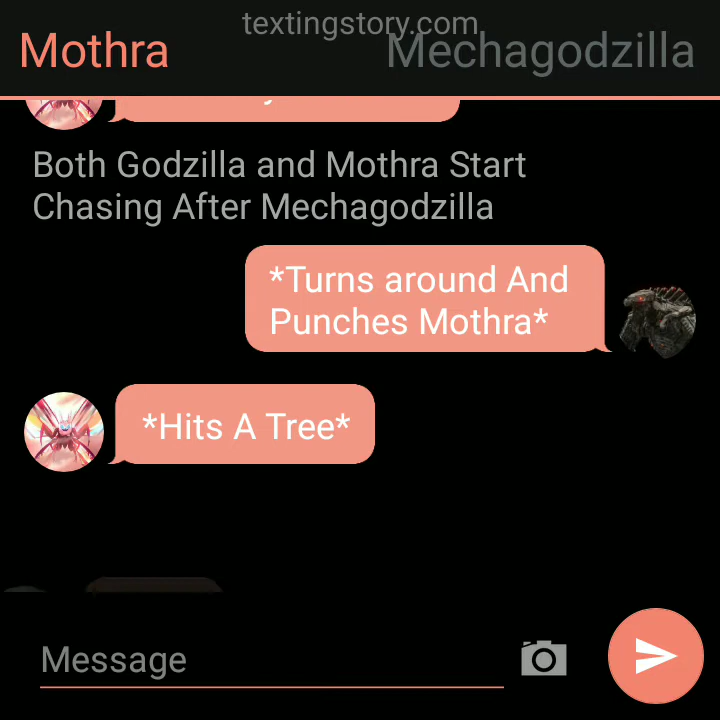 textingstory.com
Mothra
Mechagodzilla
Both Godzilla and Mothra Start
Chasing After Mechagodzilla
*Turns around And
Punches Mothra*
*Hits A Tree*
Message